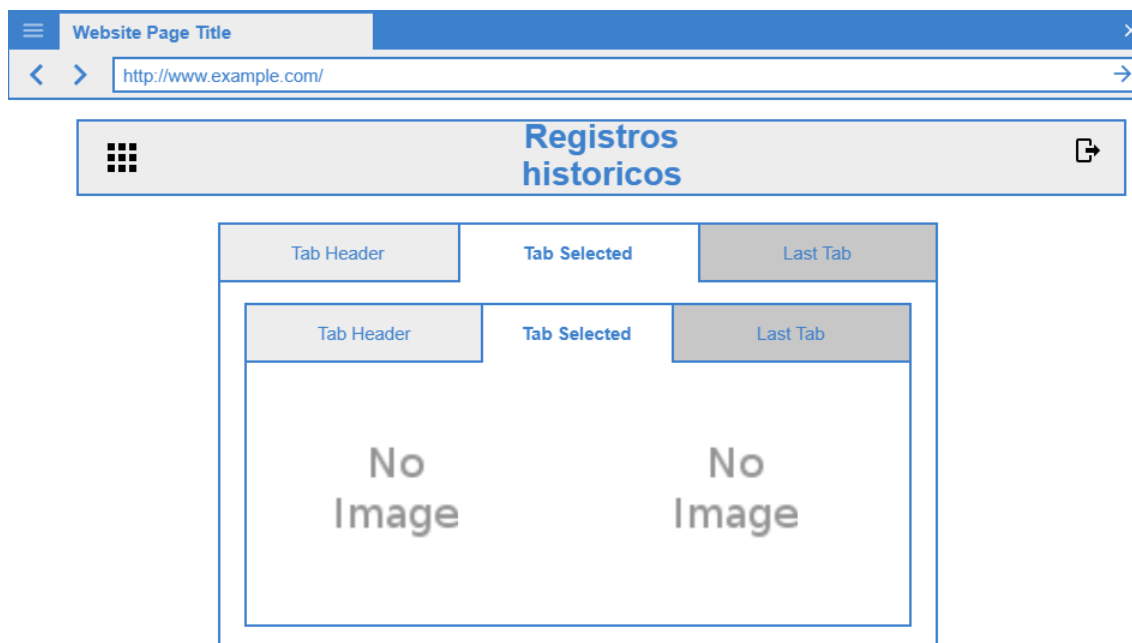 Website Page Title
http://www.example.com/
Registros
historicos
Tab Header Tab Selected Last Tab
Tab Header Tab Selected Last Tab
No No
Image Image